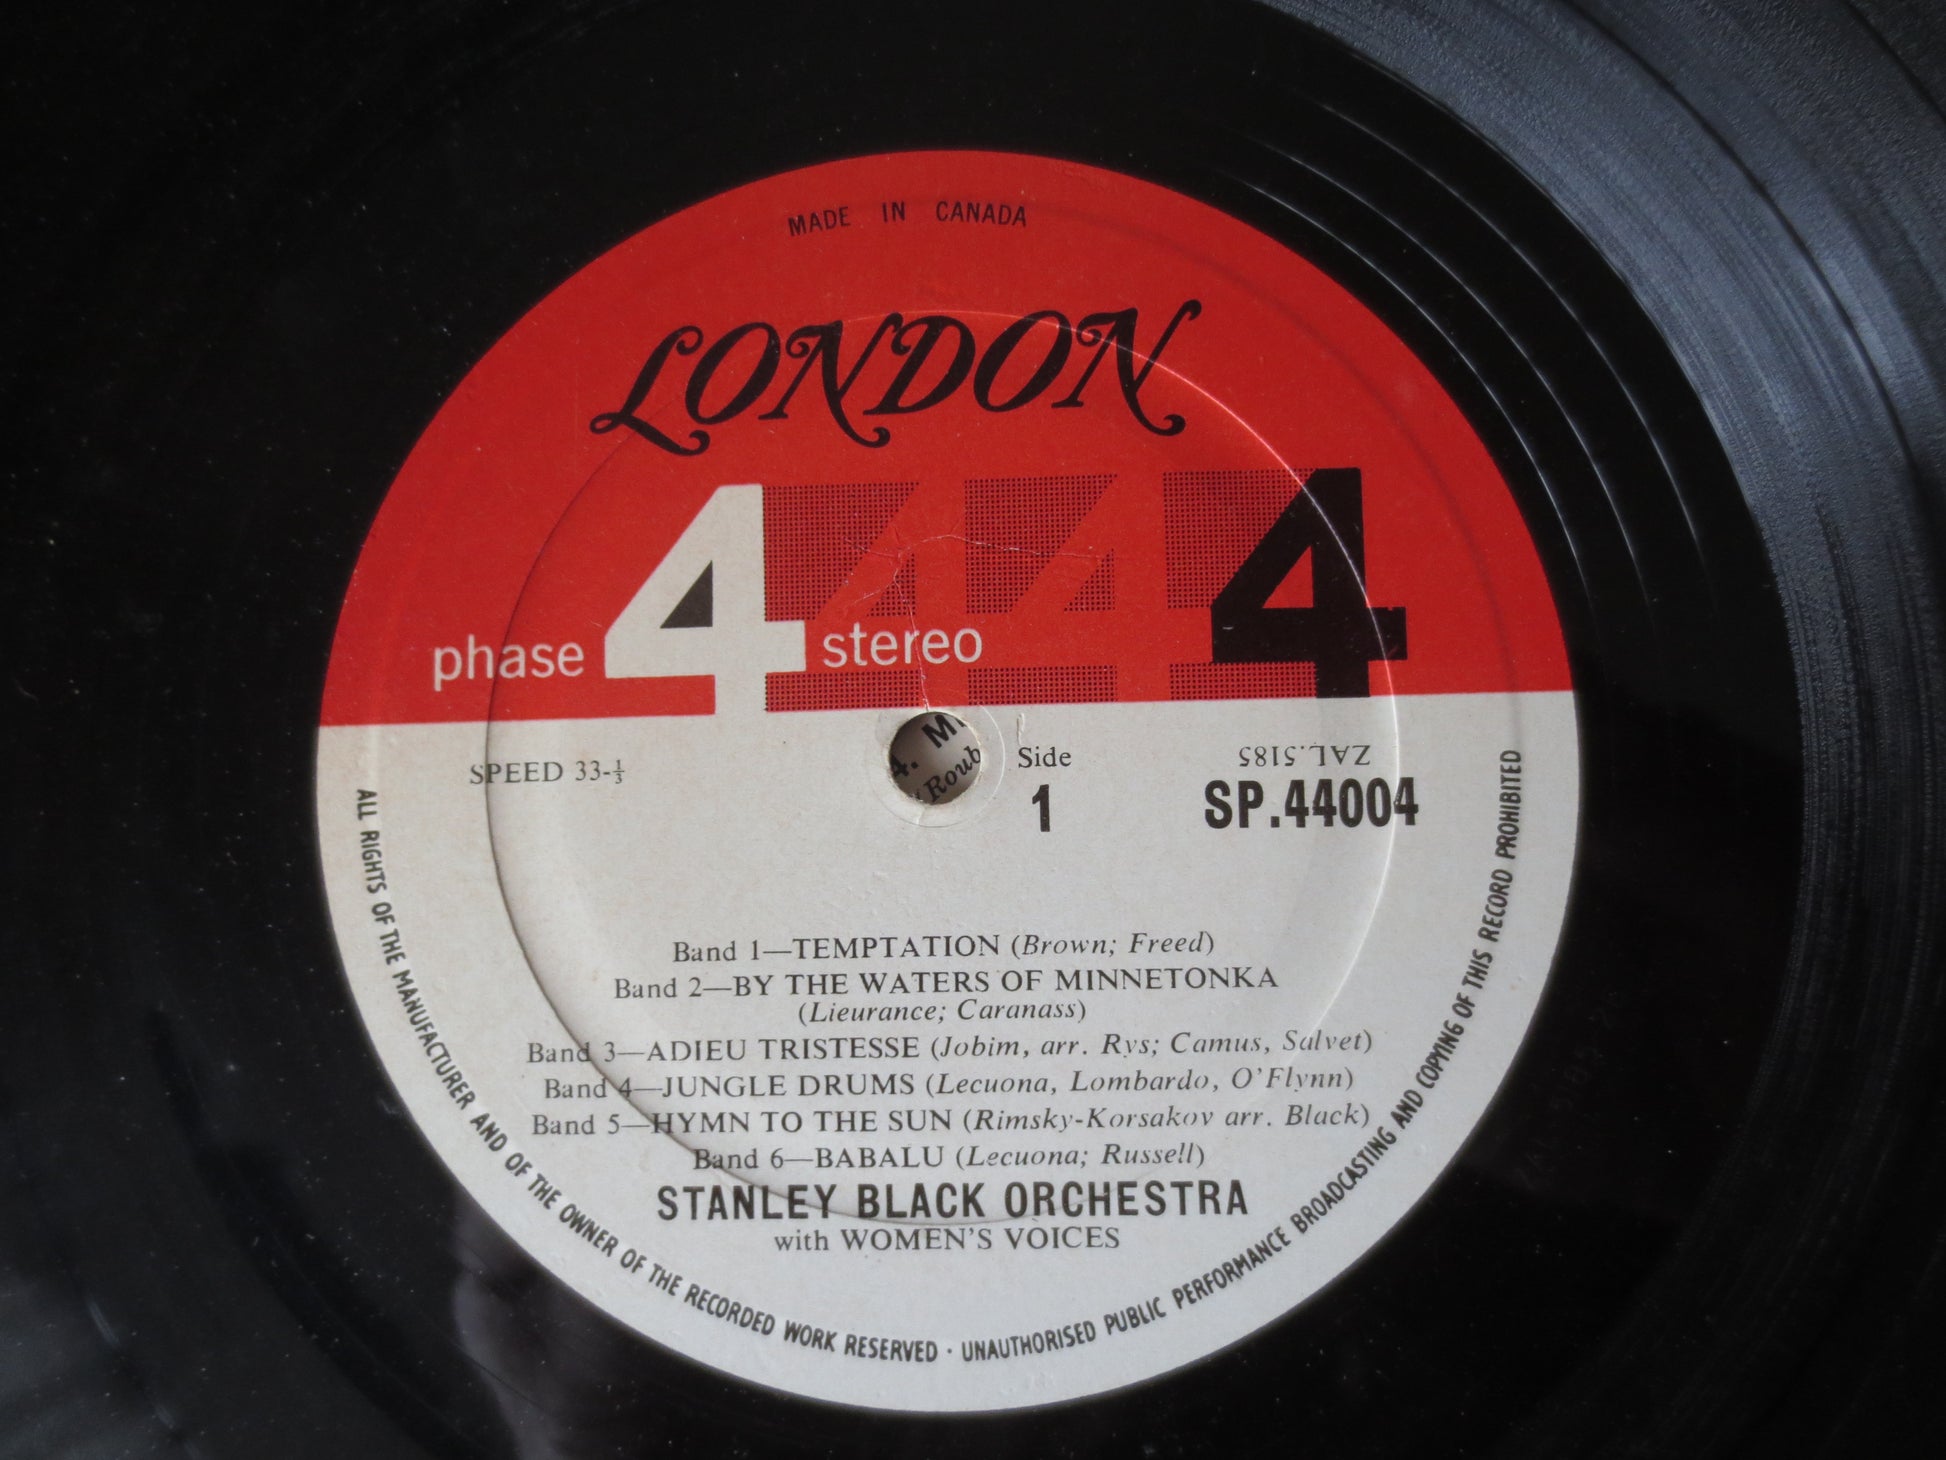 MADE IN CANADA
LONDON
phase 4 stereo 4 4 4
SPEED 33-⅓
4. M
(Roub
Side
1
ZAL.5185
SP.44004
Band 1—TEMPTATION (Brown; Freed)
Band 2—BY THE WATERS OF MINNETONKA
(Lieurance; Caranass)
Band 3—ADIEU TRISTESSE (Jobim, arr. Rys; Camus, Salvet)
Band 4—JUNGLE DRUMS (Lecuona, Lombardo, O'Flynn)
Band 5—HYMN TO THE SUN (Rimsky-Korsakov arr. Black)
Band 6—BABALU (Lecuona; Russell)
STANLEY BLACK ORCHESTRA
with WOMEN'S VOICES
ALL RIGHTS OF THE MANUFACTURER AND OF THE OWNER OF THE RECORDED WORK RESERVED · UNAUTHORISED PUBLIC PERFORMANCE BROADCASTING AND COPYING OF THIS RECORD PROHIBITED